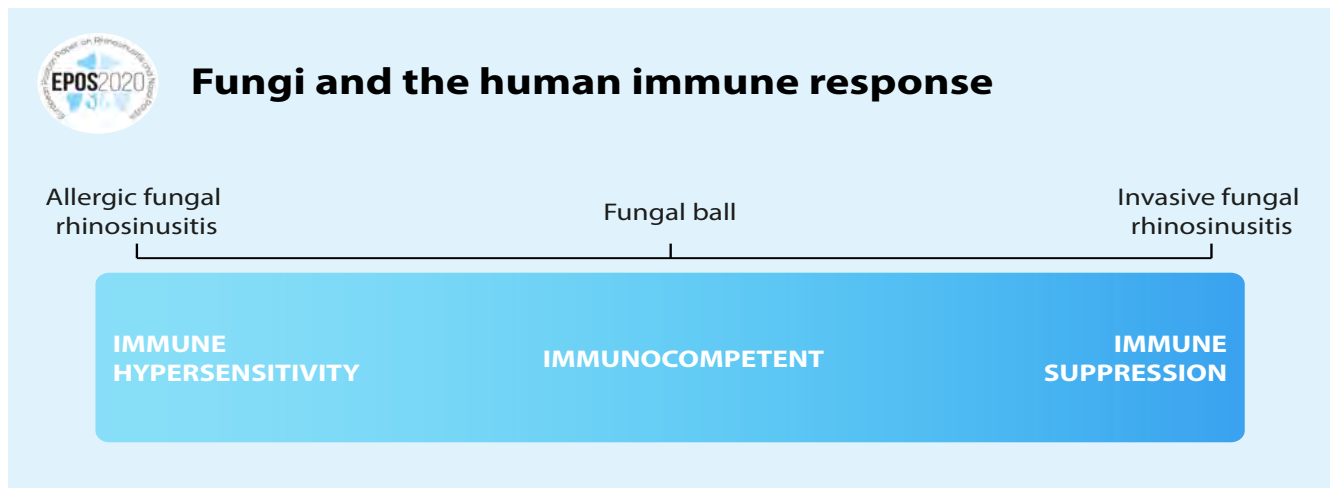 EPOS2020
Fungi and the human immune response
Allergic fungal
rhinosinusitis
Fungal ball
Invasive fungal
rhinosinusitis
IMMUNE
HYPERSENSITIVITY
IMMUNOCOMPETENT
IMMUNE
SUPPRESSION